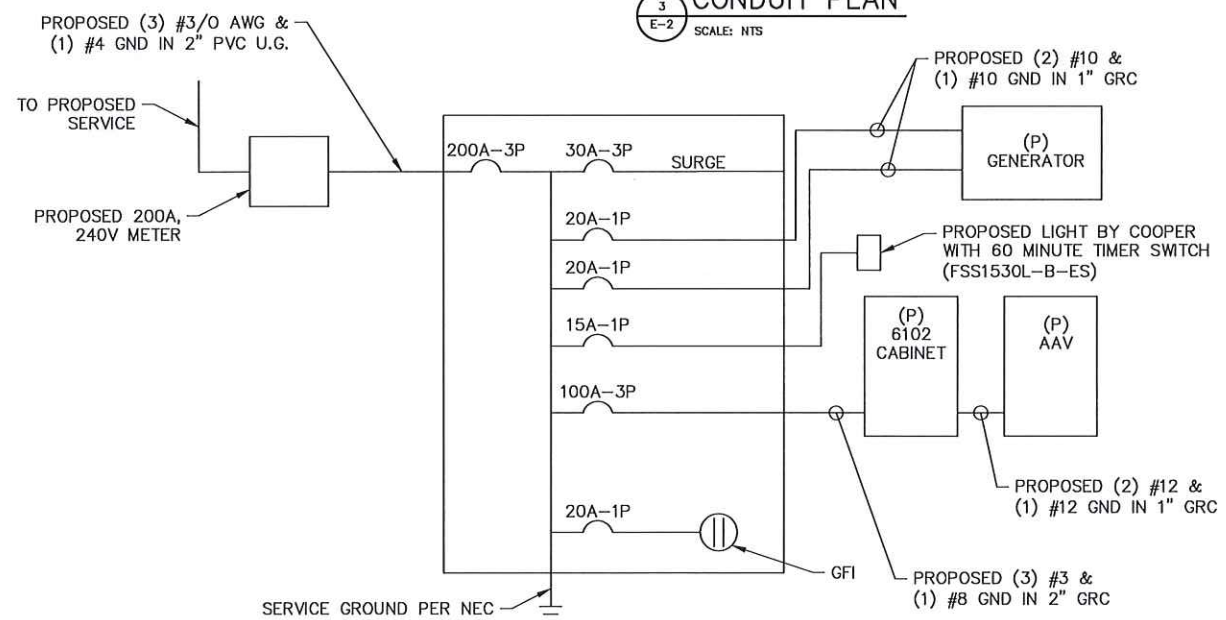 3
E-2
CONDUIT PLAN
SCALE: NTS
PROPOSED (3) #3/0 AWG &
(1) #4 GND IN 2" PVC U.G.
TO PROPOSED
SERVICE
PROPOSED 200A,
240V METER
200A-3P
30A-3P
SURGE
20A-1P
20A-1P
15A-1P
100A-3P
20A-1P
GFI
SERVICE GROUND PER NEC
PROPOSED (2) #10 &
(1) #10 GND IN 1" GRC
(P)
GENERATOR
PROPOSED LIGHT BY COOPER
WITH 60 MINUTE TIMER SWITCH
(FSS1530L-B-ES)
(P)
6102
CABINET
(P)
AAV
PROPOSED (2) #12 &
(1) #12 GND IN 1" GRC
PROPOSED (3) #3 &
(1) #8 GND IN 2" GRC